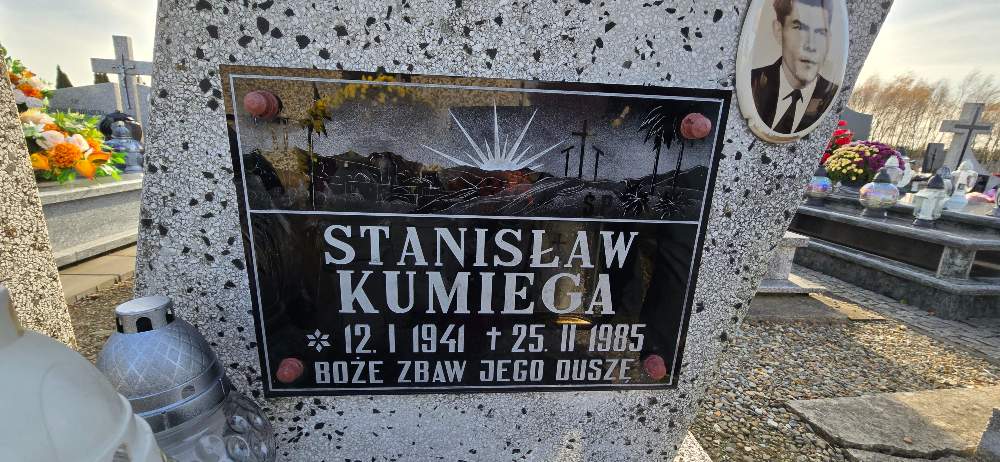 Ś P
STANISŁAW
KUMIEGA
* 12. I 1941 † 25. II 1985
BOŻE ZBAW JEGO DUSZĘ